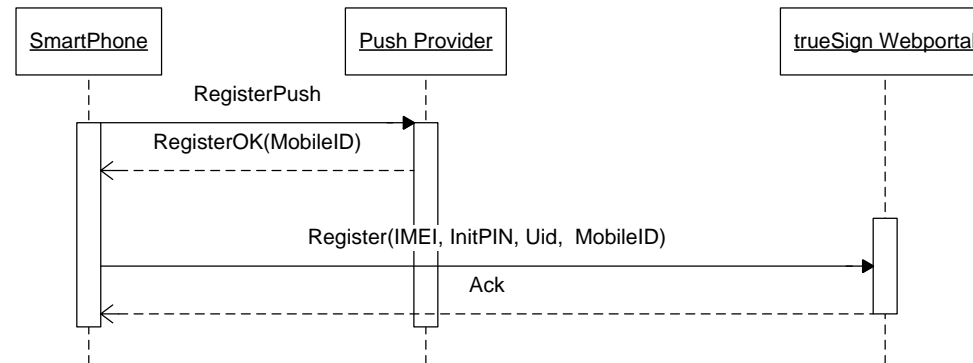 SmartPhone
Push Provider
trueSign Webportal
RegisterPush
RegisterOK(MobileID)
Register(IMEI, InitPIN, Uid, MobileID)
Ack